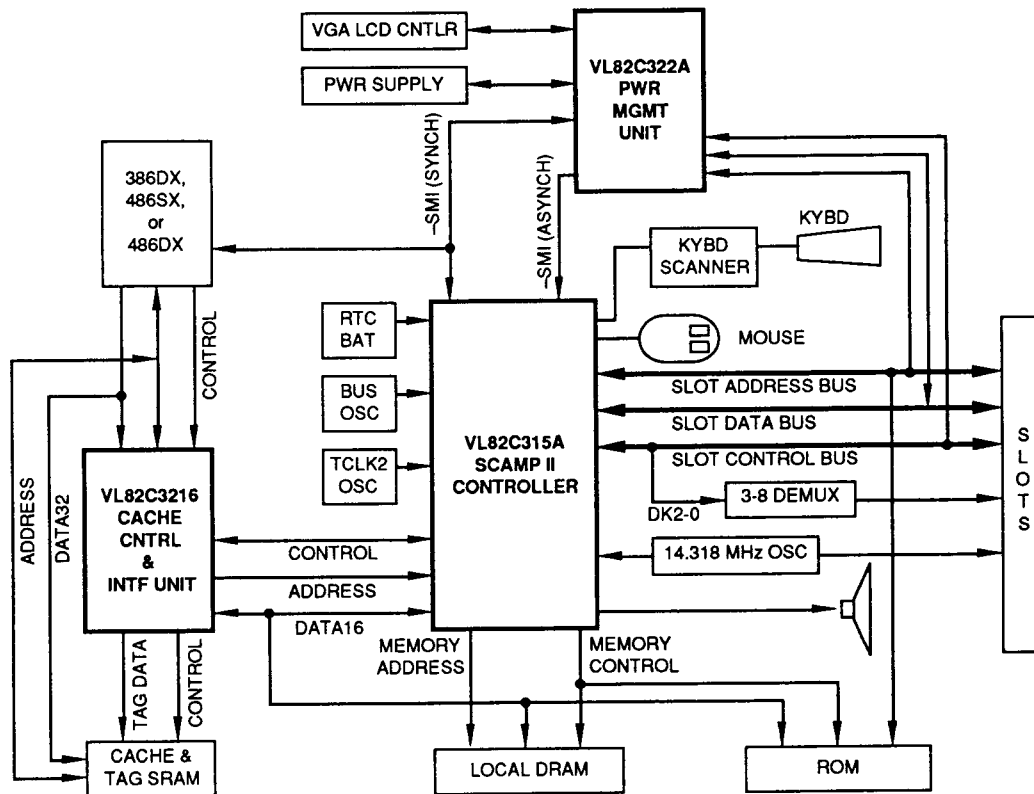 VGA LCD CNTLR
PWR SUPPLY
VL82C322A
PWR
MGMT
UNIT
386DX,
486SX,
or
486DX
–SMI (SYNCH)
–SMI (ASYNCH)
KYBD
SCANNER
KYBD
MOUSE
RTC
BAT
BUS
OSC
TCLK2
OSC
CONTROL
ADDRESS
DATA32
VL82C3216
CACHE
CNTRL
&
INTF UNIT
VL82C315A
SCAMP II
CONTROLLER
SLOT ADDRESS BUS
SLOT DATA BUS
SLOT CONTROL BUS
DK2-0
3-8 DEMUX
14.318 MHz OSC
SLOTS
CONTROL
ADDRESS
DATA16
TAG DATA
CONTROL
MEMORY
ADDRESS
MEMORY
CONTROL
CACHE &
TAG SRAM
LOCAL DRAM
ROM